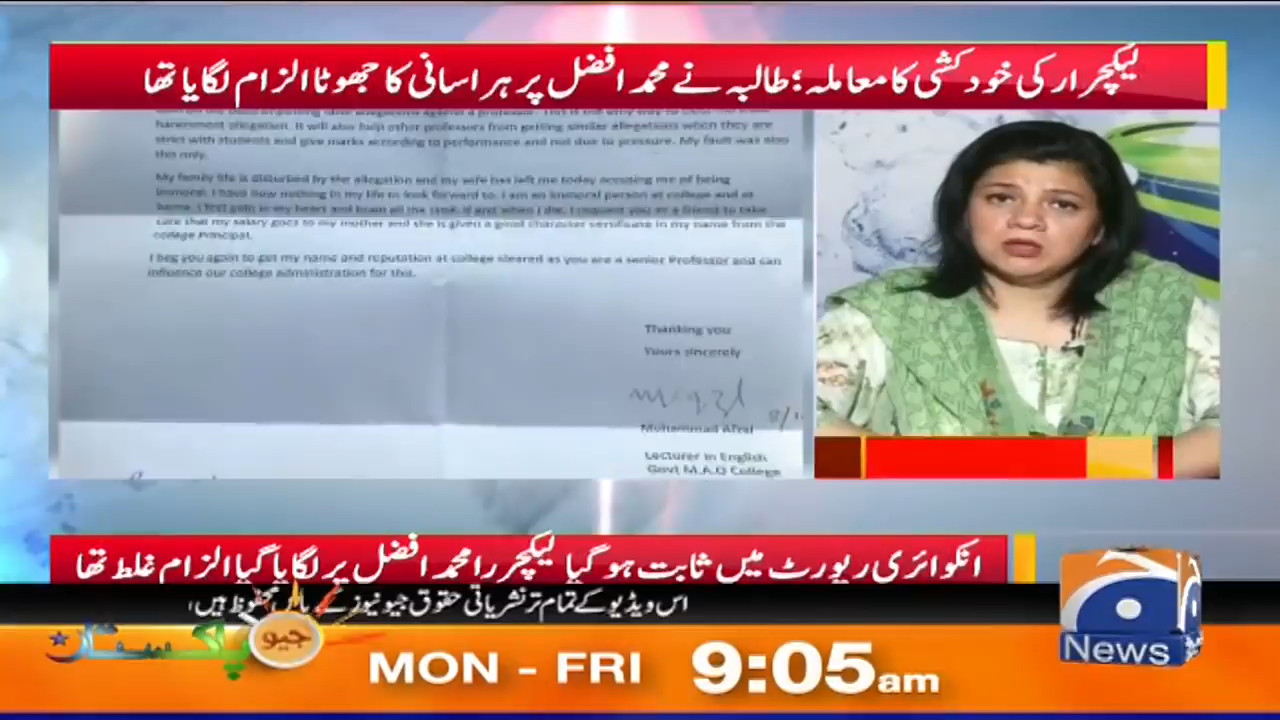 لیکچرار کی خودکشی کا معاملہ؛ طالبہ نے محمد افضل پر ہراسانی کا جھوٹا الزام لگایا تھا
harassment allegation. It will also help other professors from getting similar allegations which they are
strict with students and give marks according to performance and not due to pressure. My fault was also
this only.
My family life is disturbed by the allegation and my wife has left me today accusing me of being
immoral. I have now nothing in my life to look forward to. I am an immoral person at college and at
home. I feel pain in my heart and brain all the time. If and when I die, I request you as a friend to take
care that my salary goes to my mother and she is given a good character certificate in my name from the
college Principal.
I beg you again to get my name and reputation at college cleared as you are a senior Professor and can
influence our college administration for this.
Thanking you
Yours sincerely
Muhammad Afzal
Lecturer in English
Govt M.A.O College
انکوائری رپورٹ میں ثابت ہو گیا لیکچرر محمد افضل پر لگایا گیا الزام غلط تھا
اس ویڈیو کے تمام تر نشریاتی حقوق جیو نیوز کے محفوظ ہیں
جیو پاکستان
MON - FRI 9:05am
News